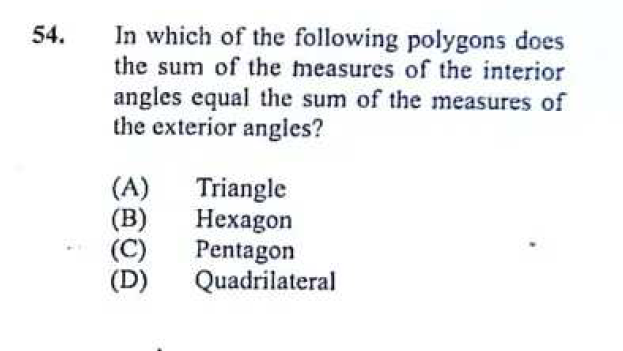 54. In which of the following polygons does
the sum of the measures of the interior
angles equal the sum of the measures of
the exterior angles?
(A) Triangle
(B) Hexagon
(C) Pentagon
(D) Quadrilateral